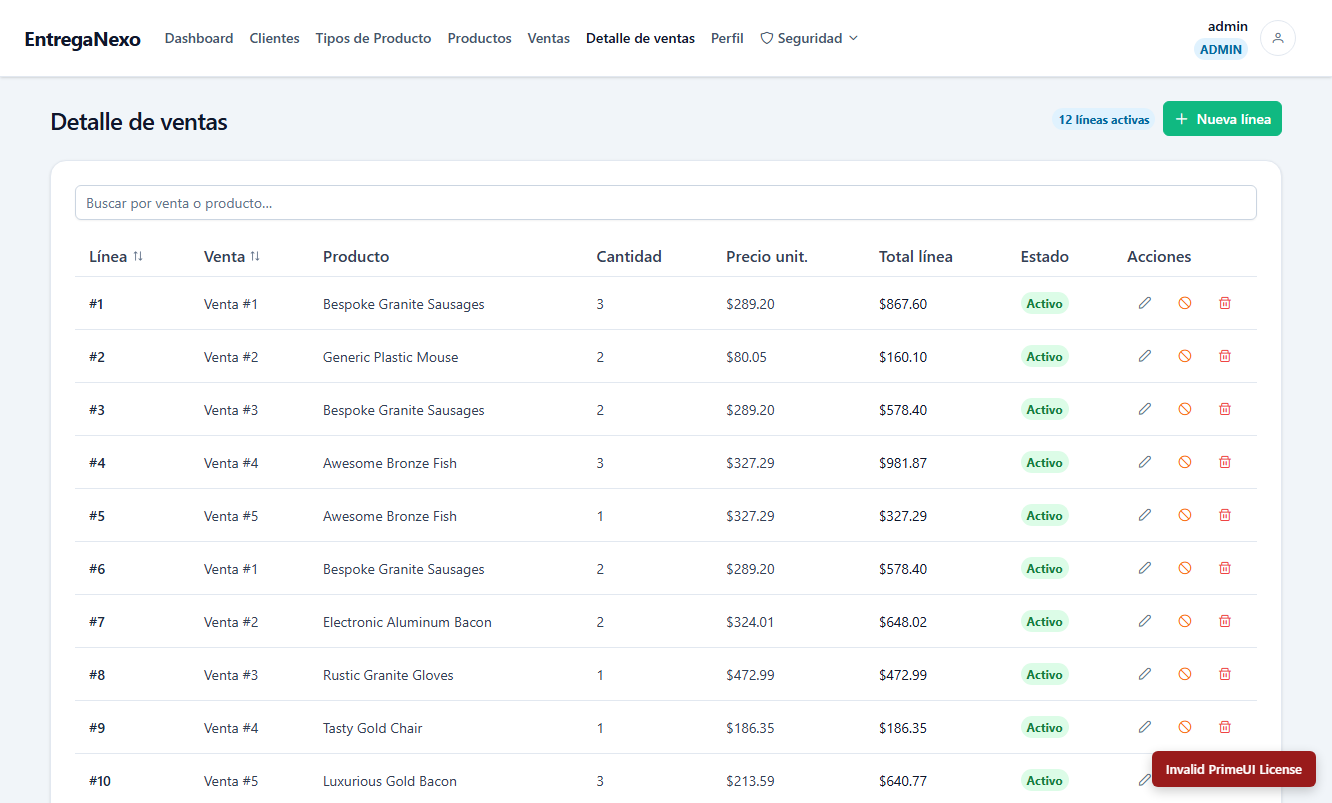 EntregaNexo Dashboard Clientes Tipos de Producto Productos Ventas Detalle de ventas Perfil Seguridad admin
ADMIN
Detalle de ventas 12 líneas activas Nueva línea
Buscar por venta o producto...
Línea Venta Producto Cantidad Precio unit. Total línea Estado Acciones
#1 Venta #1 Bespoke Granite Sausages 3 $289.20 $867.60 Activo
#2 Venta #2 Generic Plastic Mouse 2 $80.05 $160.10 Activo
#3 Venta #3 Bespoke Granite Sausages 2 $289.20 $578.40 Activo
#4 Venta #4 Awesome Bronze Fish 3 $327.29 $981.87 Activo
#5 Venta #5 Awesome Bronze Fish 1 $327.29 $327.29 Activo
#6 Venta #1 Bespoke Granite Sausages 2 $289.20 $578.40 Activo
#7 Venta #2 Electronic Aluminum Bacon 2 $324.01 $648.02 Activo
#8 Venta #3 Rustic Granite Gloves 1 $472.99 $472.99 Activo
#9 Venta #4 Tasty Gold Chair 1 $186.35 $186.35 Activo
#10 Venta #5 Luxurious Gold Bacon 3 $213.59 $640.77 Activo
Invalid PrimeUI License